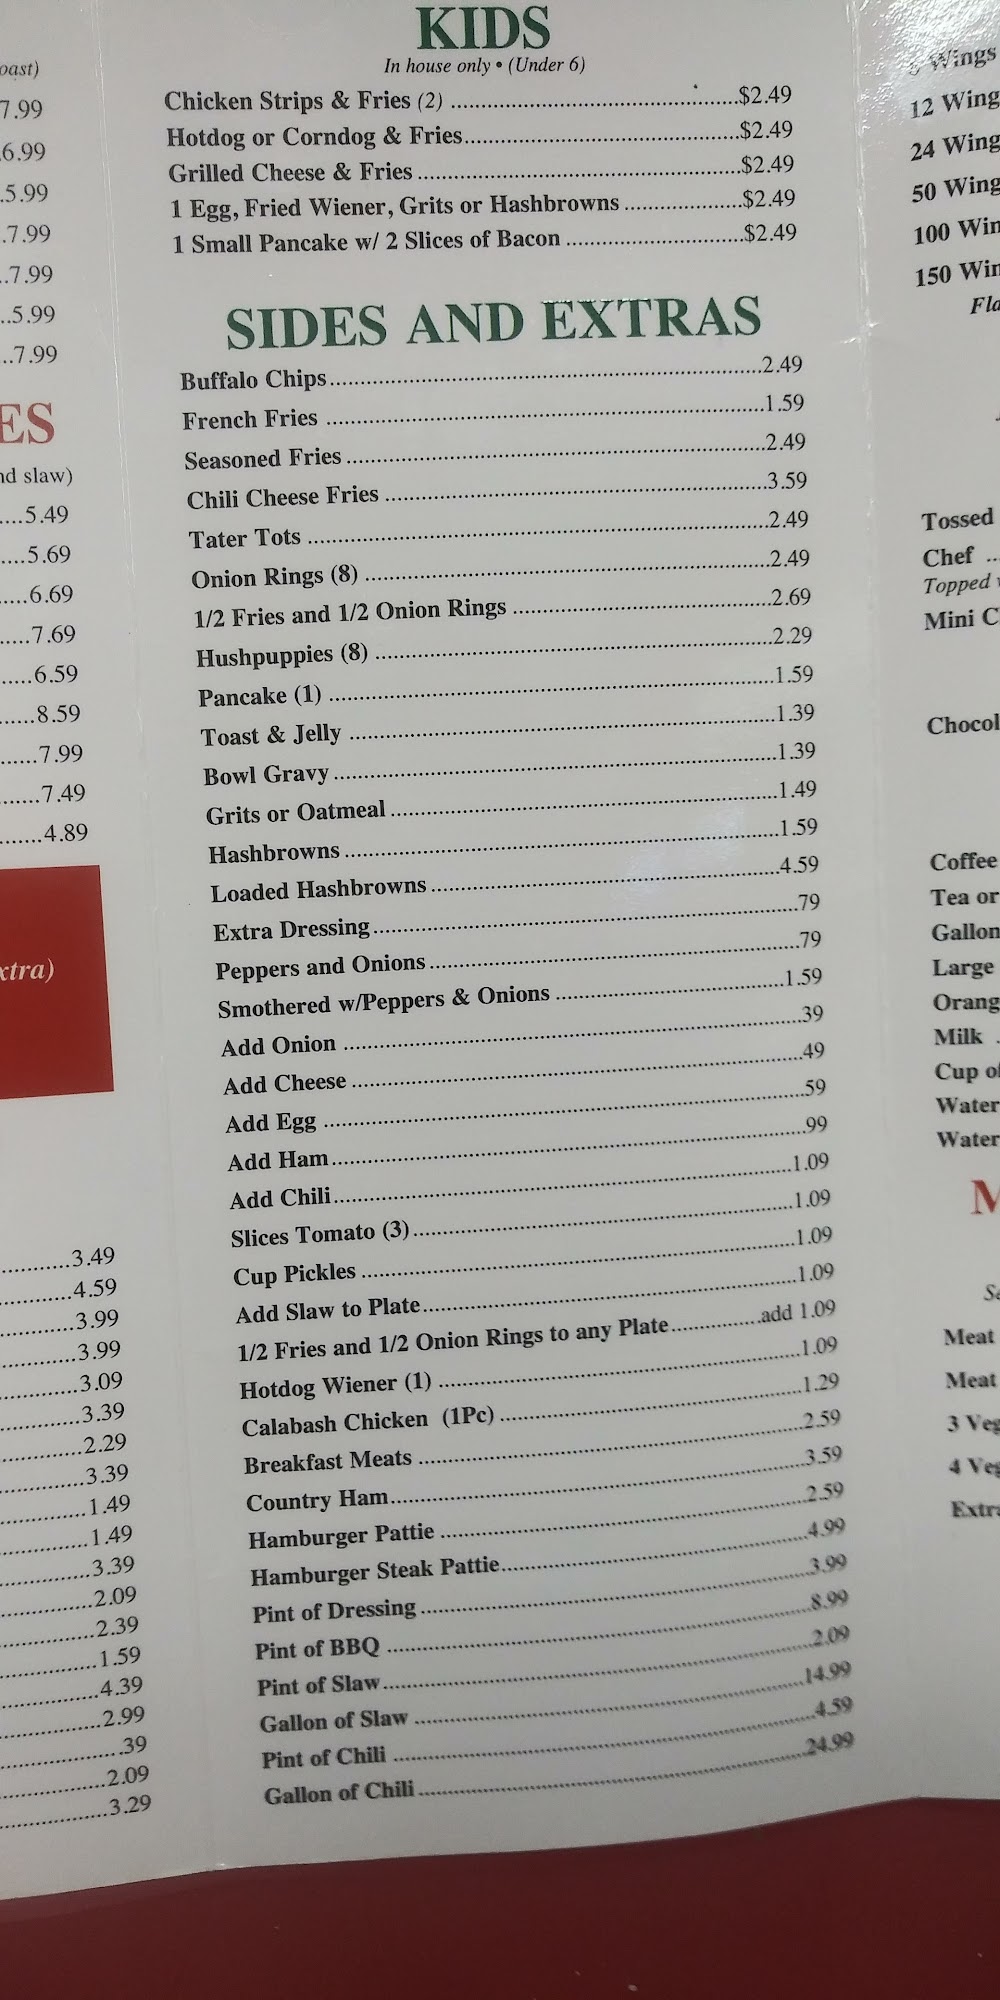 oast)
7.99
.6.99
..5.99
..7.99
..7.99
..5.99
...7.99
ES
nd slaw)
....5.49
....5.69
.....6.69
.....7.69
.....6.59
......8.59
......7.99
.......7.49
.......4.89
xtra)
3.49
4.59
3.99
3.99
3.09
3.39
2.29
3.39
1.49
1.49
3.39
2.09
2.39
1.59
4.39
2.99
.39
2.09
3.29
KIDS
In house only • (Under 6)
Chicken Strips & Fries (2) ........$2.49
Hotdog or Corndog & Fries........$2.49
Grilled Cheese & Fries ........$2.49
1 Egg, Fried Wiener, Grits or Hashbrowns ........$2.49
1 Small Pancake w/ 2 Slices of Bacon ........$2.49
SIDES AND EXTRAS
Buffalo Chips........2.49
French Fries ........1.59
Seasoned Fries ........2.49
Chili Cheese Fries ........3.59
Tater Tots ........2.49
Onion Rings (8) ........2.49
1/2 Fries and 1/2 Onion Rings ........2.69
Hushpuppies (8) ........2.29
Pancake (1) ........1.59
Toast & Jelly ........1.39
Bowl Gravy ........1.39
Grits or Oatmeal ........1.49
Hashbrowns ........1.59
Loaded Hashbrowns ........4.59
Extra Dressing........79
Peppers and Onions ........79
Smothered w/Peppers & Onions ........1.59
Add Onion ........39
Add Cheese ........49
Add Egg ........59
Add Ham........99
Add Chili........1.09
Slices Tomato (3)........1.09
Cup Pickles ........1.09
Add Slaw to Plate........1.09
1/2 Fries and 1/2 Onion Rings to any Plate........add 1.09
Hotdog Wiener (1) ........1.09
Calabash Chicken (1Pc) ........1.29
Breakfast Meats ........2.59
Country Ham........3.59
Hamburger Pattie ........2.59
Hamburger Steak Pattie........4.99
Pint of Dressing ........3.99
Pint of BBQ ........8.99
Pint of Slaw........2.09
Gallon of Slaw ........14.99
Pint of Chili ........4.59
Gallon of Chili ........24.99
Wings
12 Wing
24 Wing
50 Wing
100 Win
150 Win
Fla
Tossed
Chef ..
Topped
Mini C
Chocol
Coffee
Tea or
Gallon
Large
Orang
Milk .
Cup of
Water
Water
M
Se
Meat
Meat
3 Veg
4 Veg
Extra